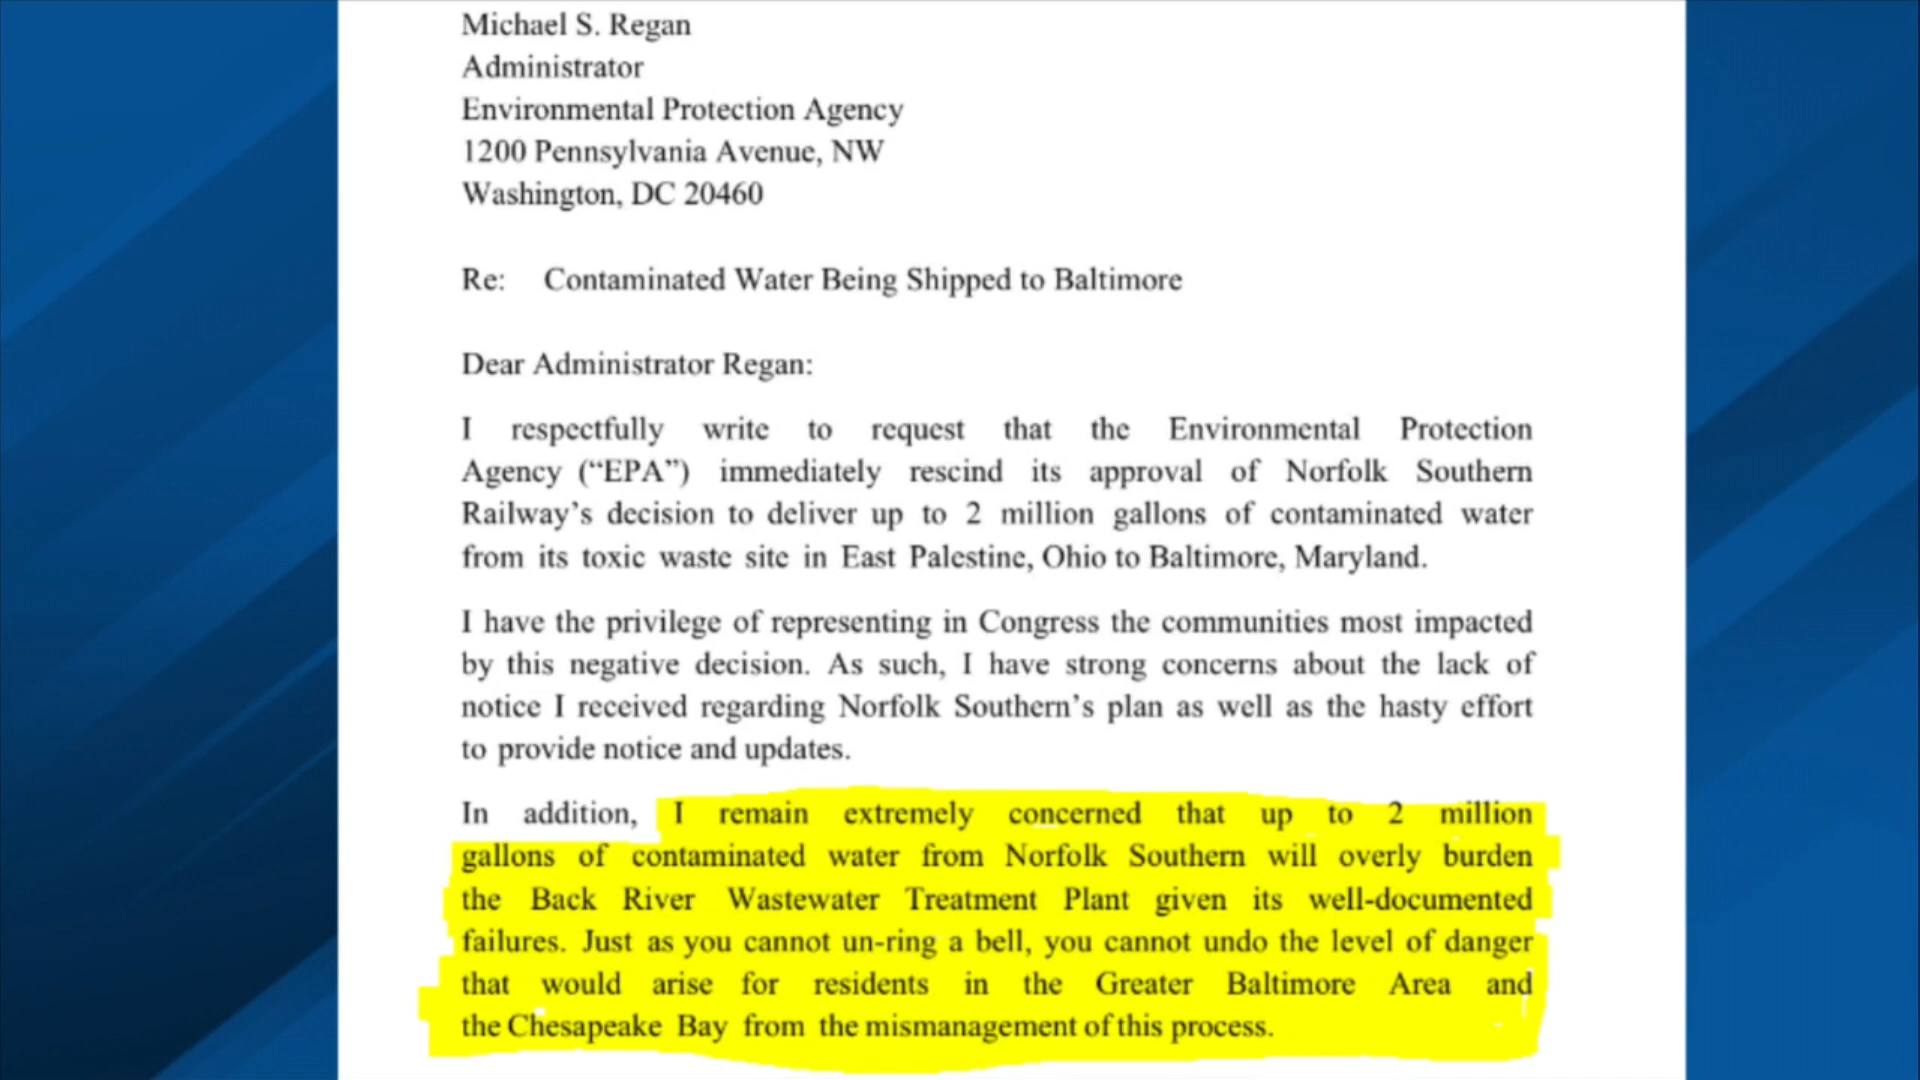 Michael S. Regan
Administrator
Environmental Protection Agency
1200 Pennsylvania Avenue, NW
Washington, DC 20460
Re: Contaminated Water Being Shipped to Baltimore
Dear Administrator Regan:
I respectfully write to request that the Environmental Protection
Agency (“EPA”) immediately rescind its approval of Norfolk Southern
Railway’s decision to deliver up to 2 million gallons of contaminated water
from its toxic waste site in East Palestine, Ohio to Baltimore, Maryland.
I have the privilege of representing in Congress the communities most impacted
by this negative decision. As such, I have strong concerns about the lack of
notice I received regarding Norfolk Southern’s plan as well as the hasty effort
to provide notice and updates.
In addition, I remain extremely concerned that up to 2 million
gallons of contaminated water from Norfolk Southern will overly burden
the Back River Wastewater Treatment Plant given its well-documented
failures. Just as you cannot un-ring a bell, you cannot undo the level of danger
that would arise for residents in the Greater Baltimore Area and
the Chesapeake Bay from the mismanagement of this process.